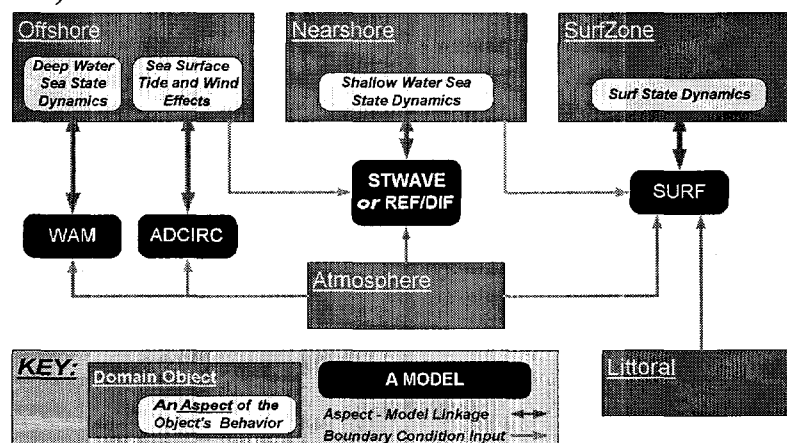 Offshore
Deep Water
Sea State
Dynamics
Sea Surface
Tide and Wind
Effects
Nearshore
Shallow Water Sea
State Dynamics
SurfZone
Surf State Dynamics
WAM
ADCIRC
STWAVE
or REF/DIF
SURF
Atmosphere
Littoral
KEY:
Domain Object
An Aspect of the
Object's Behavior
A MODEL
Aspect - Model Linkage
Boundary Condition Input